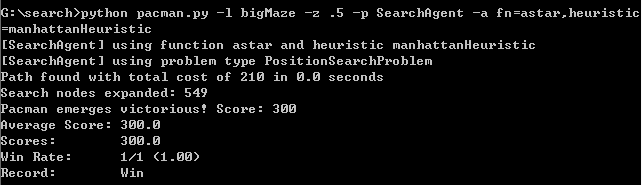 G:\search>python pacman.py -l bigMaze -z .5 -p SearchAgent -a fn=astar,heuristic
=manhattanHeuristic
[SearchAgent] using function astar and heuristic manhattanHeuristic
[SearchAgent] using problem type PositionSearchProblem
Path found with total cost of 210 in 0.0 seconds
Search nodes expanded: 549
Pacman emerges victorious! Score: 300
Average Score: 300.0
Scores:        300.0
Win Rate:      1/1 (1.00)
Record:        Win